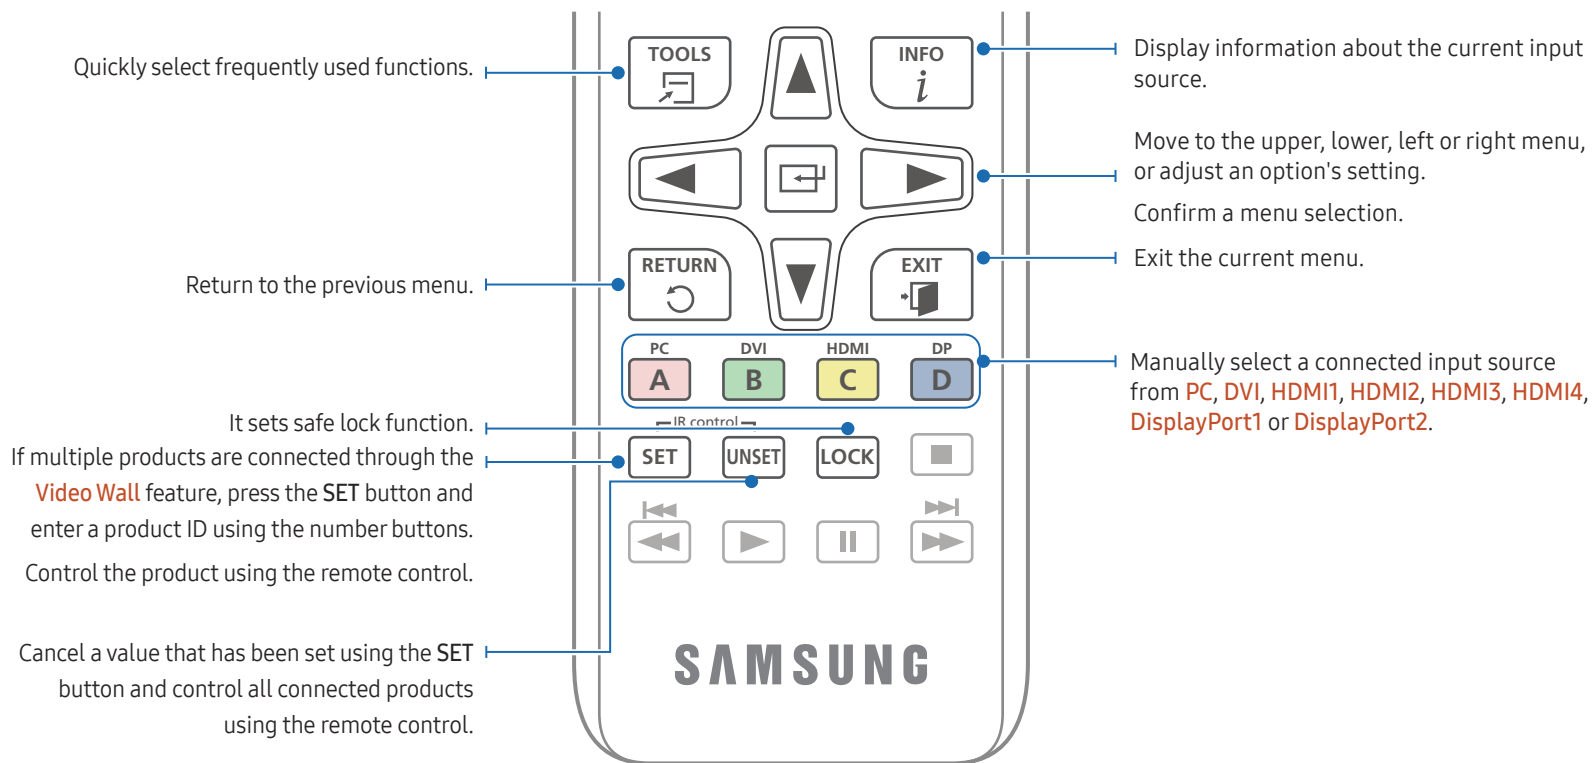 Quickly select frequently used functions.
TOOLS
INFO
i
Display information about the current input
source.
Move to the upper, lower, left or right menu,
or adjust an option's setting.
Confirm a menu selection.
Return to the previous menu.
RETURN
EXIT
Exit the current menu.
PC DVI HDMI DP
A B C D
Manually select a connected input source
from PC, DVI, HDMI1, HDMI2, HDMI3, HDMI4,
DisplayPort1 or DisplayPort2.
It sets safe lock function.
IR control
SET UNSET LOCK
If multiple products are connected through the
Video Wall feature, press the SET button and
enter a product ID using the number buttons.
Control the product using the remote control.
Cancel a value that has been set using the SET
button and control all connected products
using the remote control.
SAMSUNG